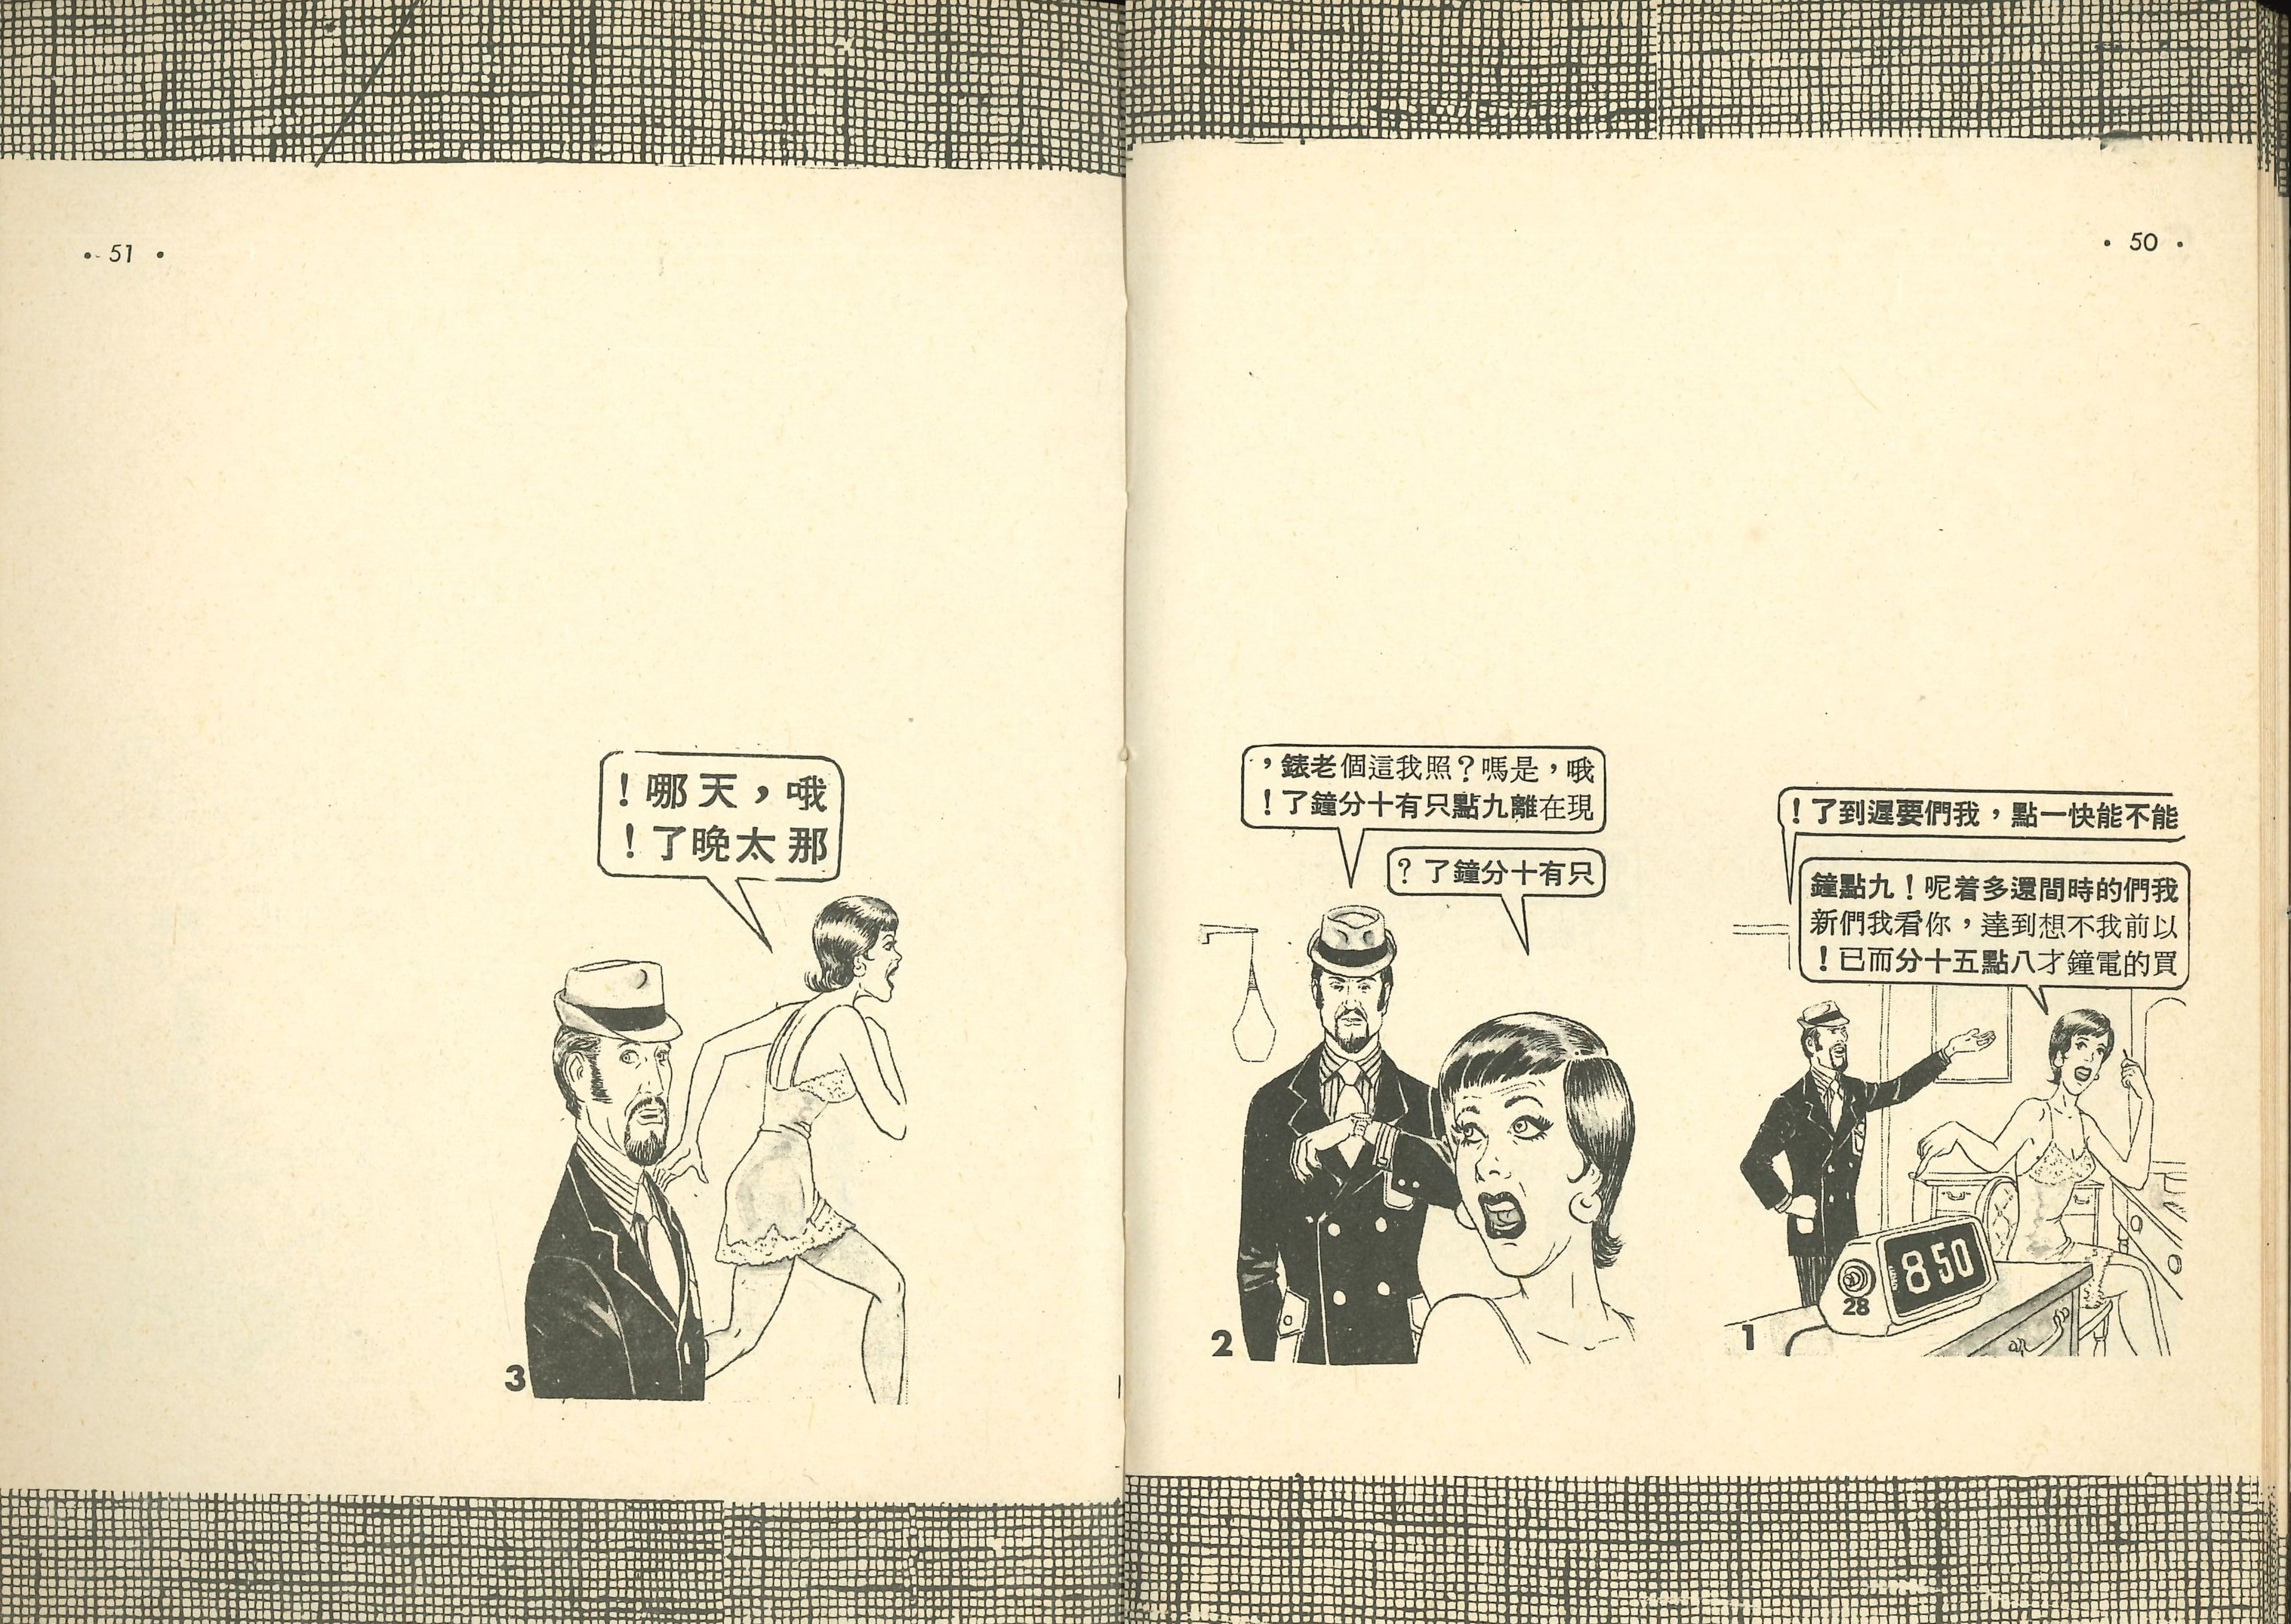 • 50 •
能不能快一點，我們要遲到了！
我們的時間還多着呢！九點鐘
以前我不想到達，你看我們新
買的電鐘才八點五十分而已！
8 50
28
1
哦，是嗎？照我這個老錶，
現在離九點只有十分鐘了！
只有十分鐘了？
2
• 51 •
哦，天哪！
那太晚了！
3